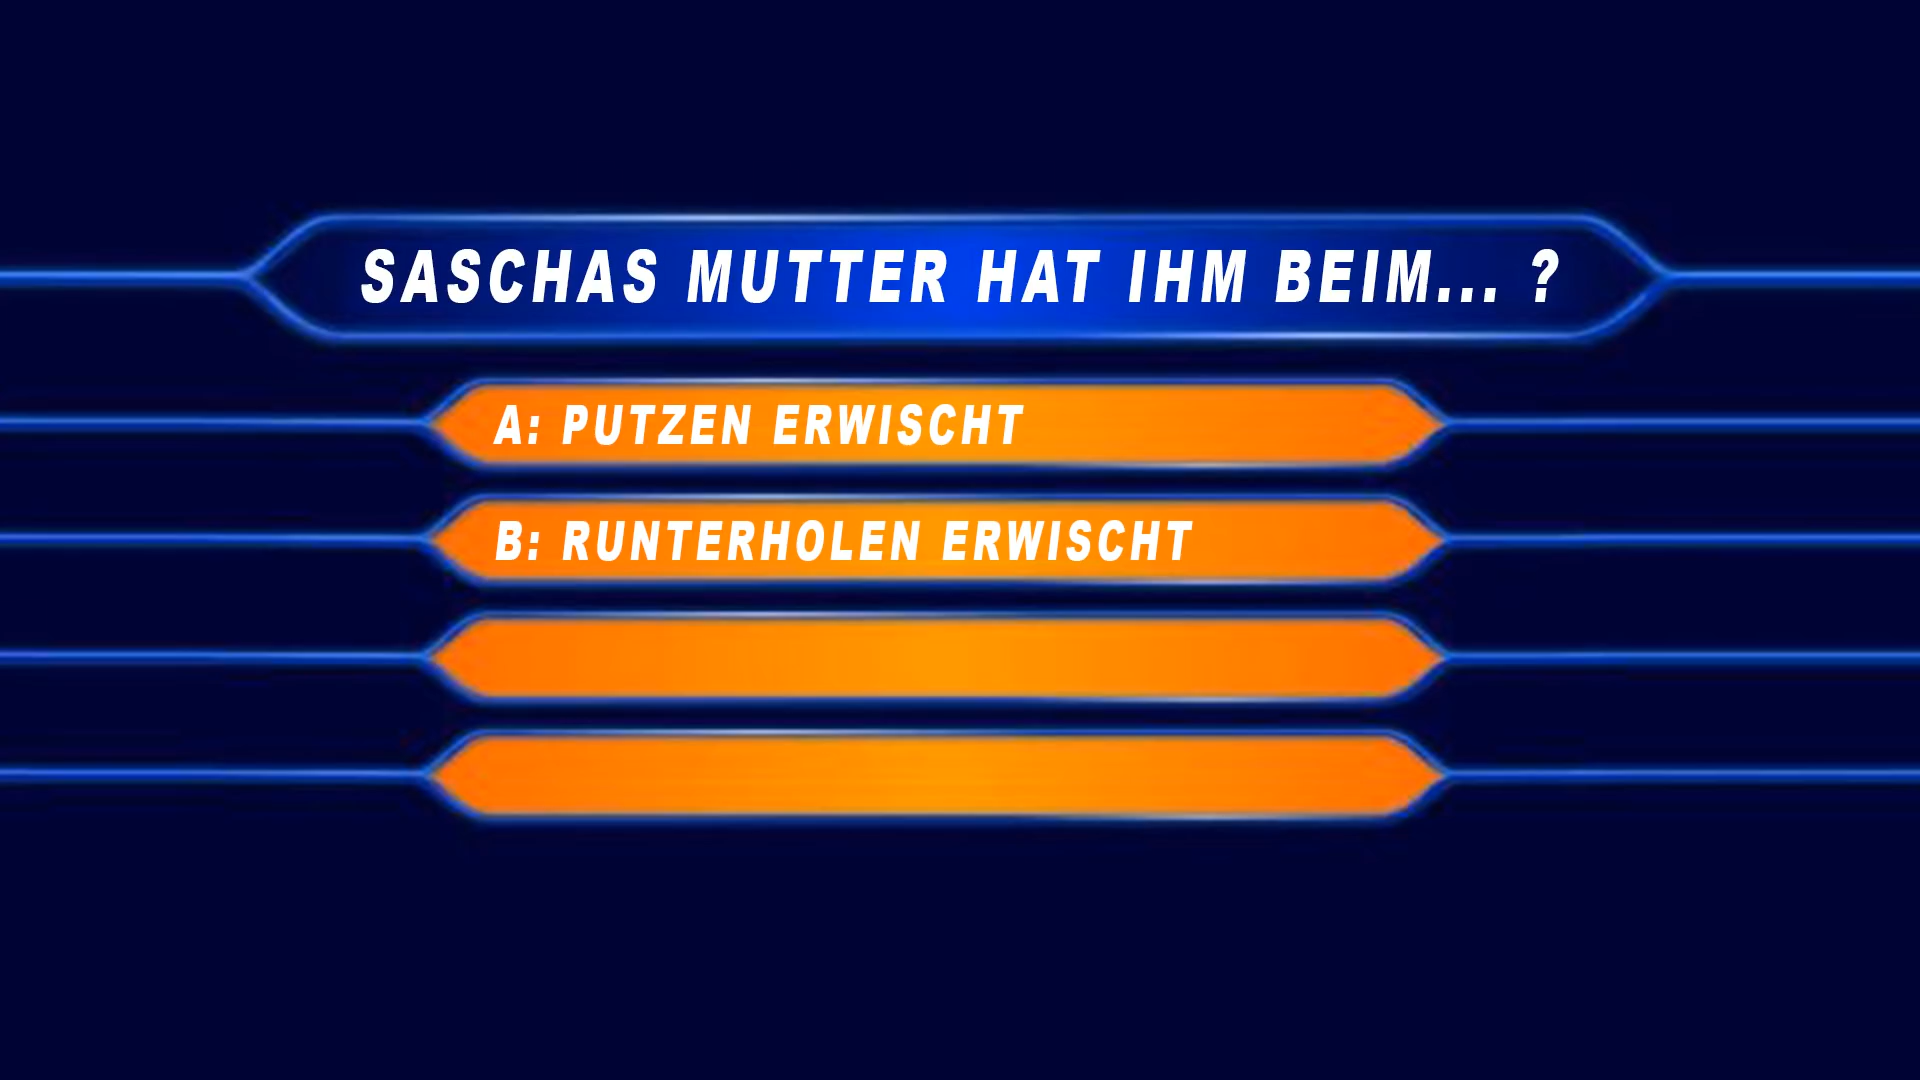 SASCHAS MUTTER HAT IHM BEIM... ?
A: PUTZEN ERWISCHT
B: RUNTERHOLEN ERWISCHT